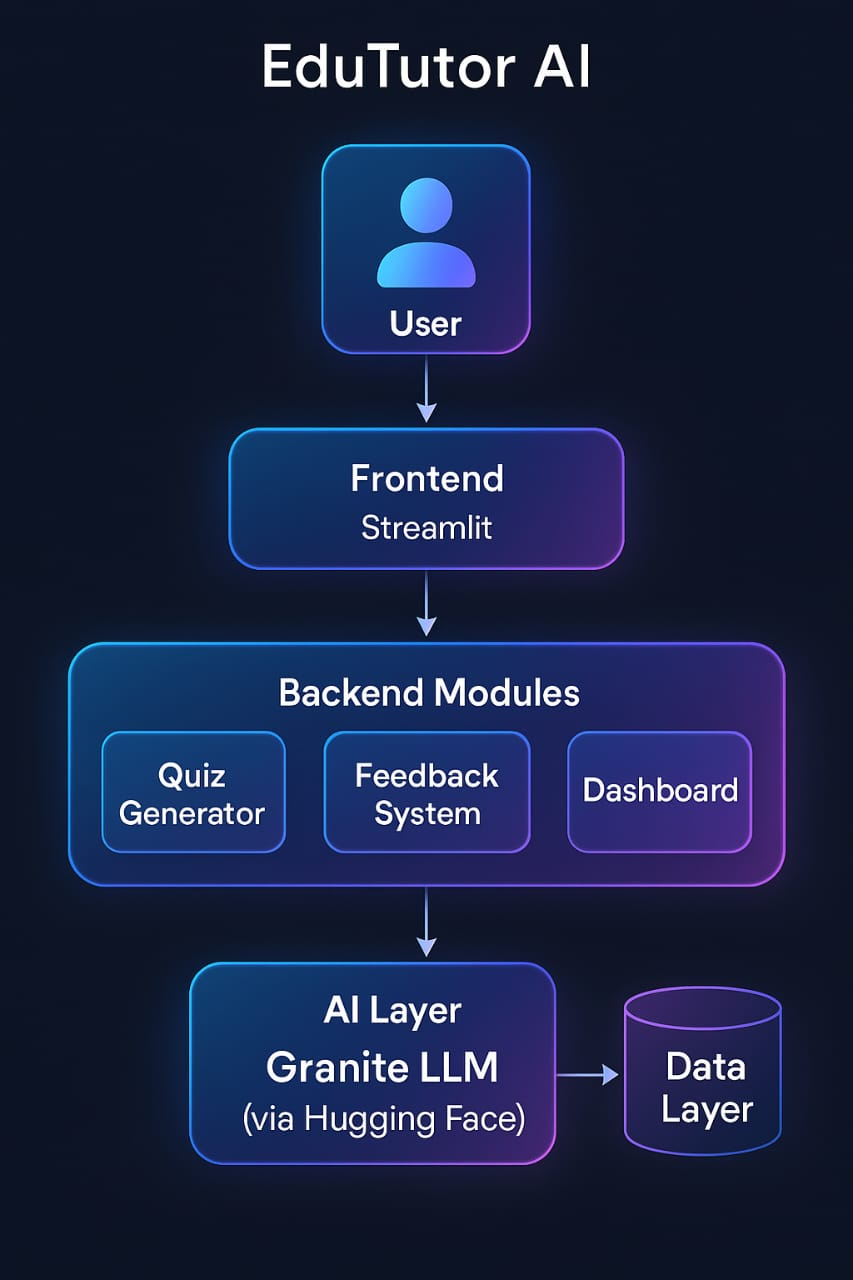 EduTutor AI
User
Frontend
Streamlit
Backend Modules
Quiz
Generator
Feedback
System
Dashboard
AI Layer
Granite LLM
(via Hugging Face)
Data
Layer